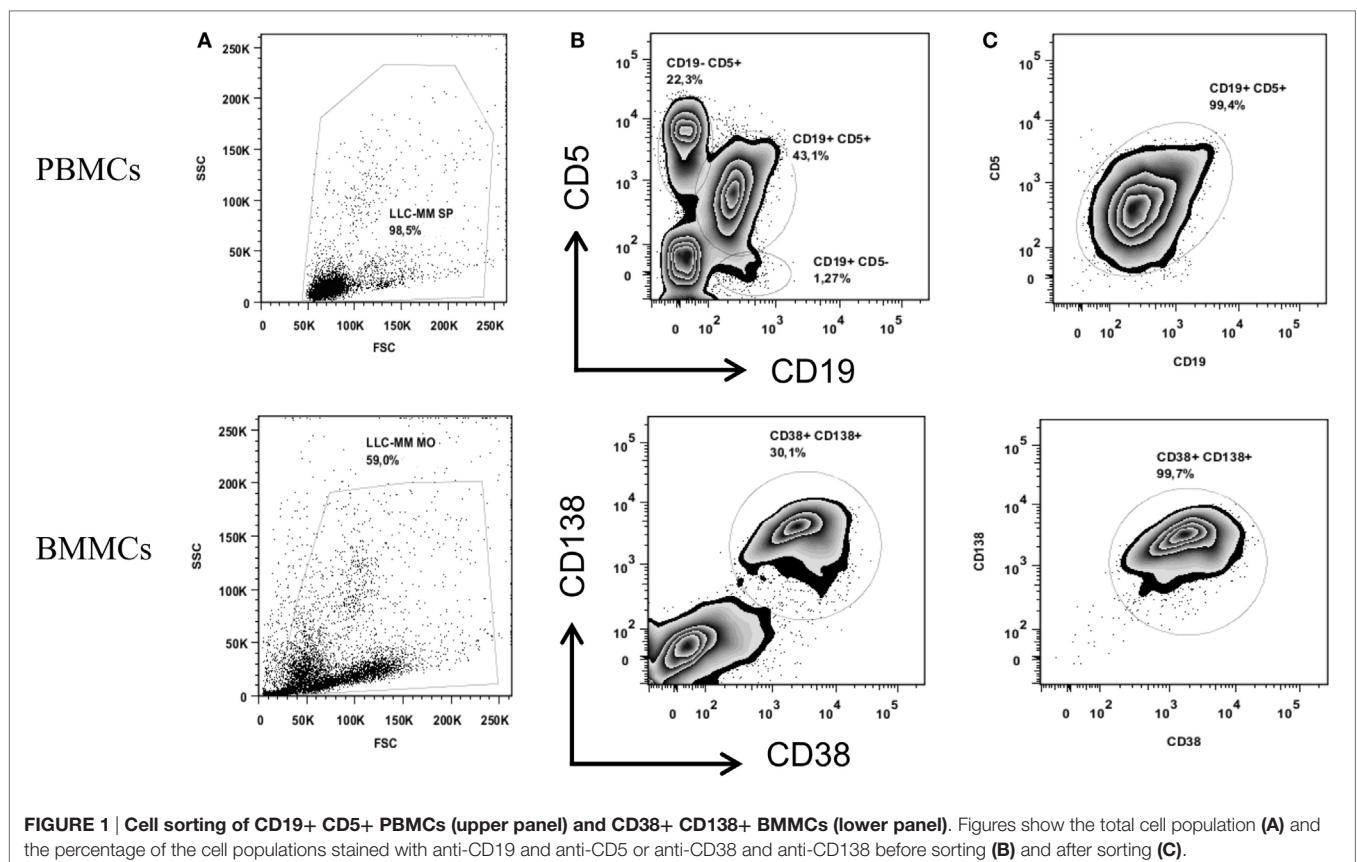 A
B
C
PBMCs
250K
200K
150K
100K
50K
0
SSC
LLC-MM SP
98,5%
0 50K 100K 150K 200K 250K
FSC
10^5
10^4
10^3
10^2
0
CD5
CD19- CD5+
22,3%
CD19+ CD5+
43,1%
CD19+ CD5-
1,27%
0 10^2 10^3 10^4 10^5
CD19
10^5
10^4
10^3
10^2
0
CD5
CD19+ CD5+
99,4%
0 10^2 10^3 10^4 10^5
CD19
BMMCs
250K
200K
150K
100K
50K
0
SSC
LLC-MM MO
59,0%
0 50K 100K 150K 200K 250K
FSC
10^5
10^4
10^3
10^2
0
CD138
CD38+ CD138+
30,1%
0 10^2 10^3 10^4 10^5
CD38
10^5
10^4
10^3
10^2
0
CD138
CD38+ CD138+
99,7%
0 10^2 10^3 10^4 10^5
CD38
FIGURE 1 | Cell sorting of CD19+ CD5+ PBMCs (upper panel) and CD38+ CD138+ BMMCs (lower panel). Figures show the total cell population (A) and
the percentage of the cell populations stained with anti-CD19 and anti-CD5 or anti-CD38 and anti-CD138 before sorting (B) and after sorting (C).